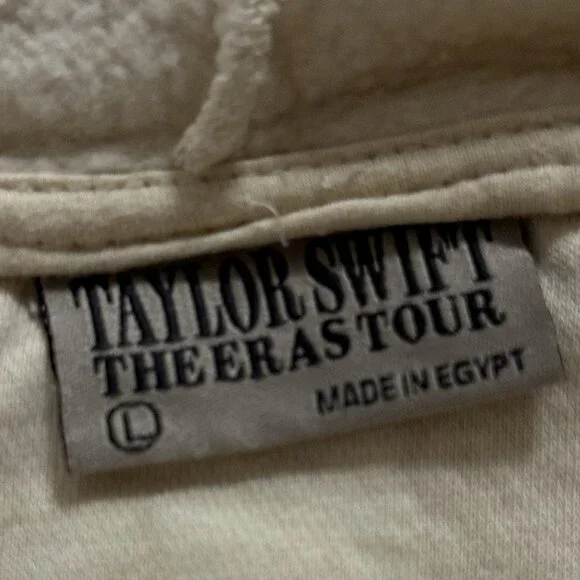 TAYLOR SWIFT
THE ERAS TOUR
L
MADE IN EGYPT